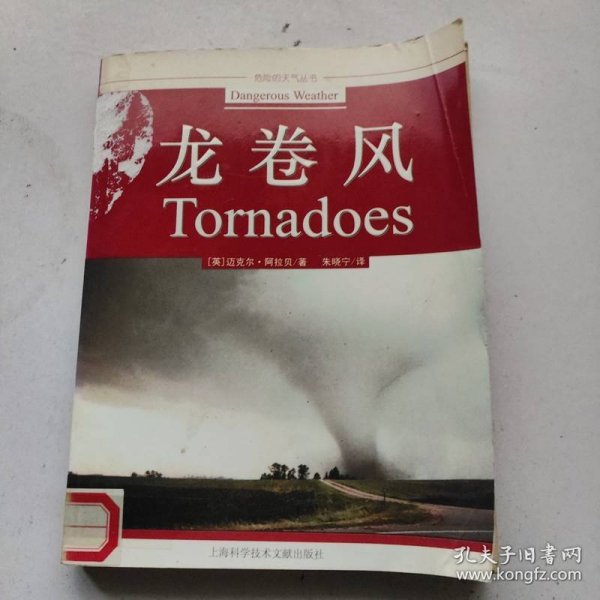 危险的天气丛书
Dangerous Weather
龙卷风
Tornadoes
[英]迈克尔·阿拉贝/著 朱晓宁/译
上海科学技术文献出版社
孔夫子旧书网
www.kongfz.com